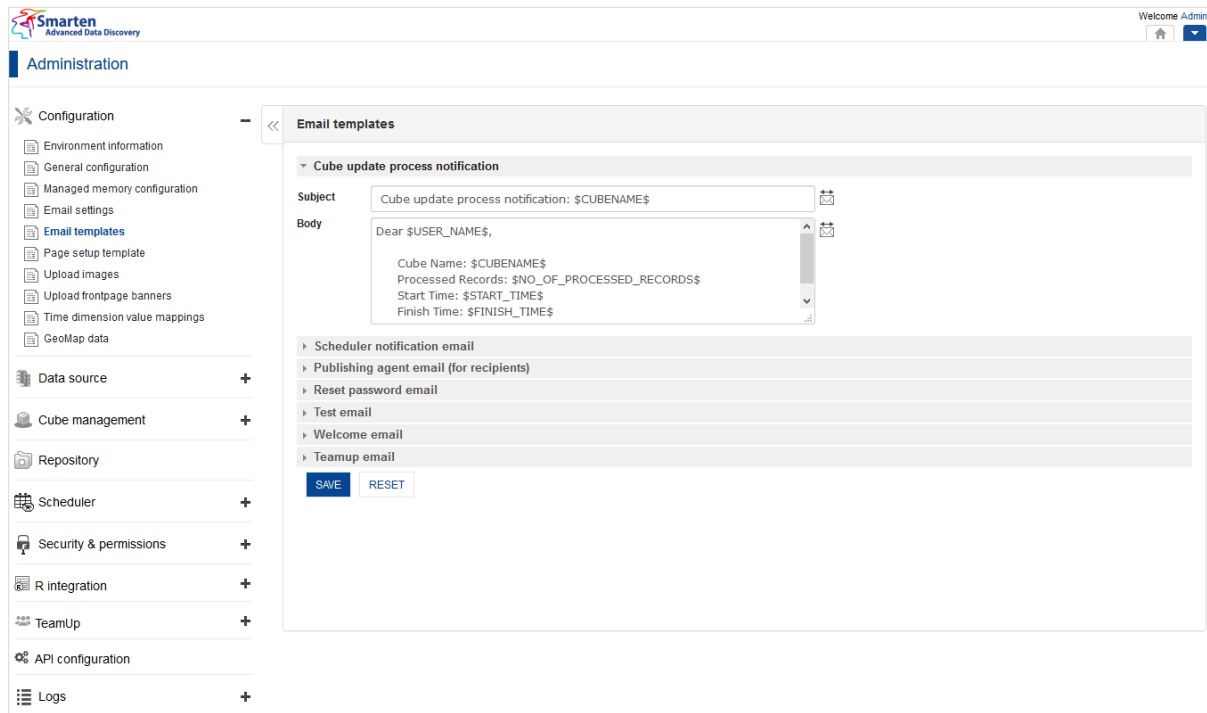 Smarten
Advanced Data Discovery
Welcome Admin
Administration
Configuration
Environment information
General configuration
Managed memory configuration
Email settings
Email templates
Page setup template
Upload images
Upload frontpage banners
Time dimension value mappings
GeoMap data
Data source
Cube management
Repository
Scheduler
Security & permissions
R integration
TeamUp
API configuration
Logs
Email templates
Cube update process notification
Subject
Cube update process notification: $CUBENAME$
Body
Dear $USER_NAME$,
Cube Name: $CUBENAME$
Processed Records: $NO_OF_PROCESSED_RECORDS$
Start Time: $START_TIME$
Finish Time: $FINISH_TIME$
Scheduler notification email
Publishing agent email (for recipients)
Reset password email
Test email
Welcome email
Teamup email
SAVE RESET